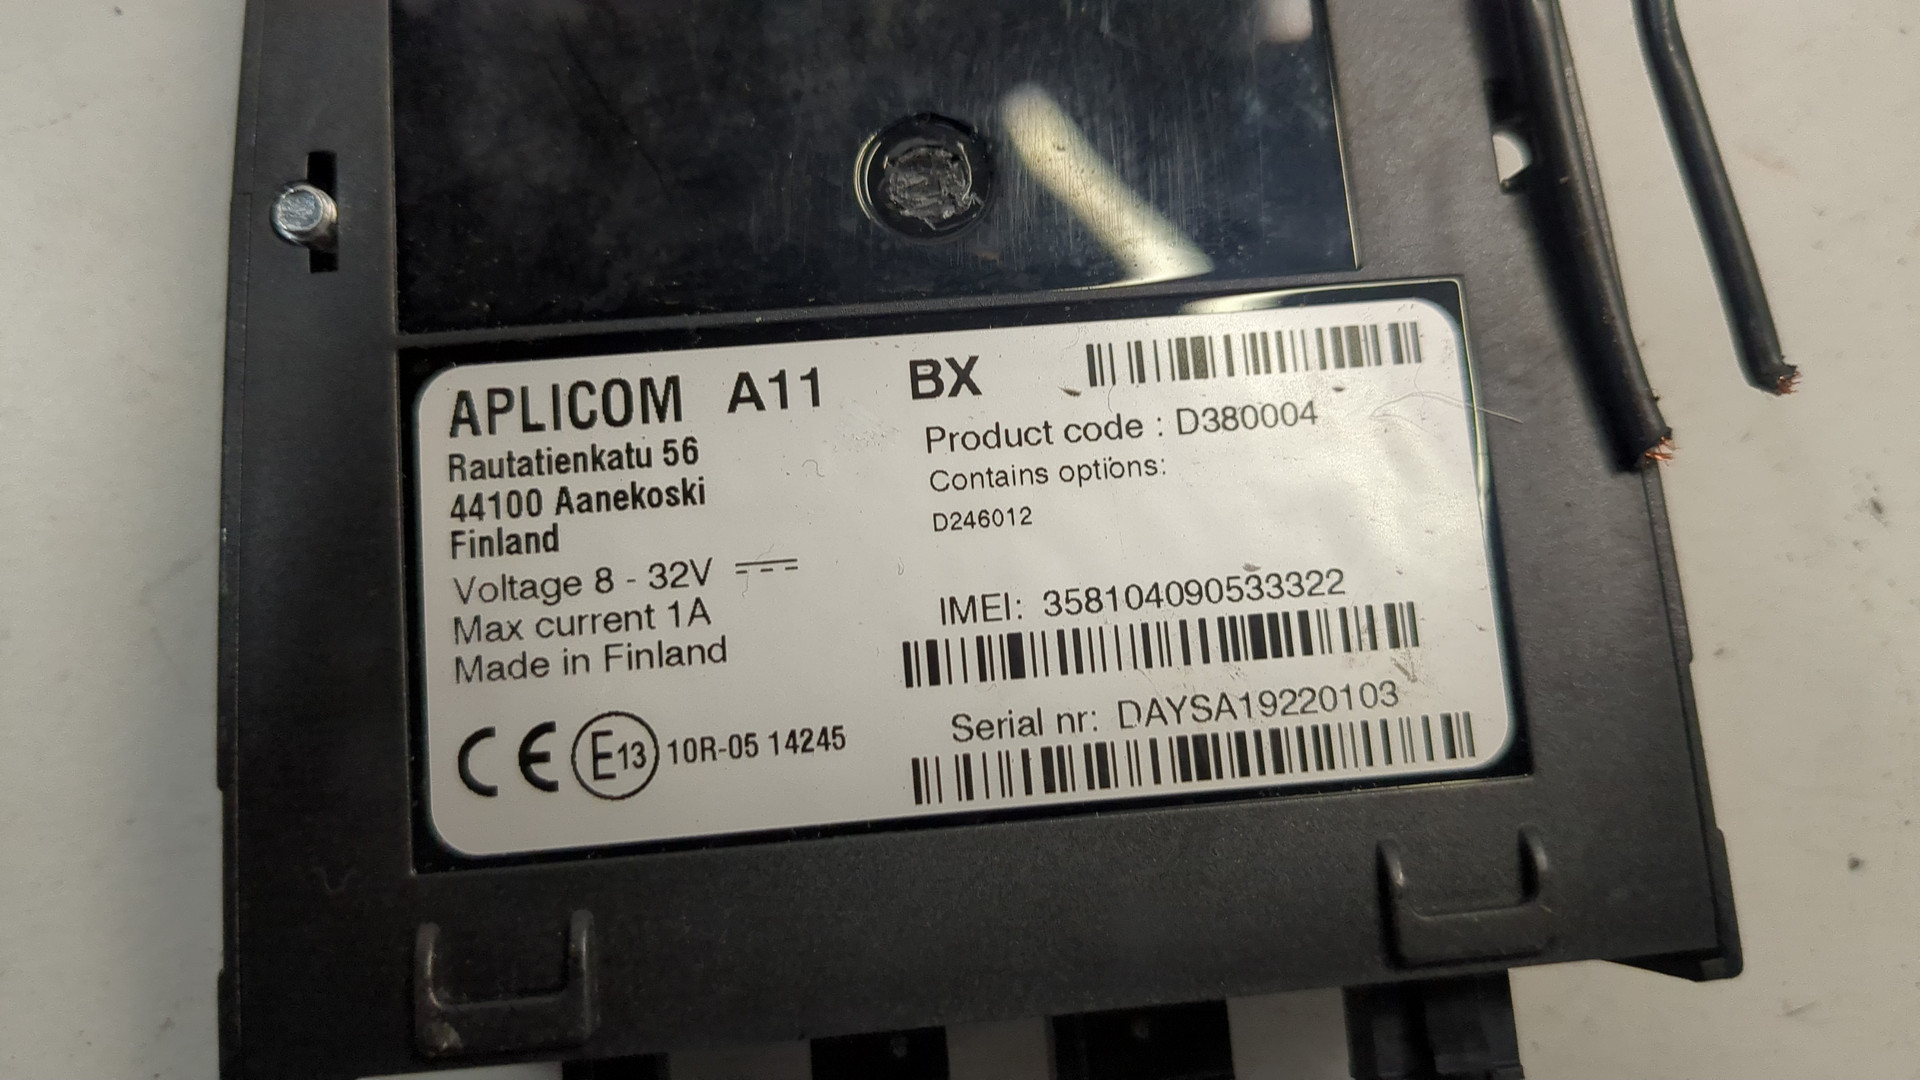 APLICOM A11 BX
Rautatienkatu 56
44100 Aanekoski
Finland
Voltage 8 - 32V
Max current 1A
Made in Finland
CE E13 10R-05 14245
Product code : D380004
Contains options:
D246012
IMEI: 358104090533322
Serial nr: DAYSA19220103